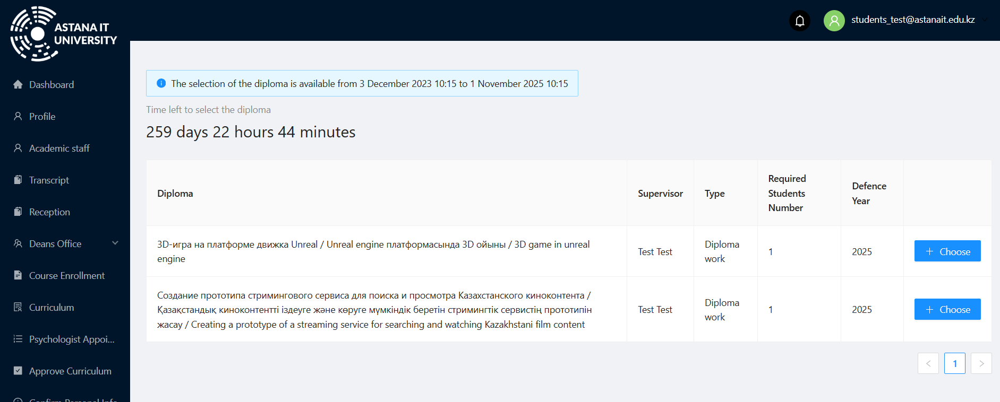 ASTANA IT
UNIVERSITY
students_test@astanait.edu.kz
Dashboard
Profile
Academic staff
Transcript
Reception
Deans Office
Course Enrollment
Curriculum
Psychologist Appoi...
Approve Curriculum
Confirm Personal Info
The selection of the diploma is available from 3 December 2023 10:15 to 1 November 2025 10:15
Time left to select the diploma
259 days 22 hours 44 minutes
Diploma
Supervisor
Type
Required
Students
Number
Defence
Year
3D-игра на платформе движка Unreal / Unreal engine платформасында 3D ойыны / 3D game in unreal
engine
Test Test
Diploma
work
1
2025
Choose
Создание прототипа стримингового сервиса для поиска и просмотра Казахстанского киноконтента /
Қазақстандық киноконтентті іздеуге және көруге мүмкіндік беретін стримингтік сервистің прототипін
жасау / Creating a prototype of a streaming service for searching and watching Kazakhstani film content
Test Test
Diploma
work
1
2025
Choose
1